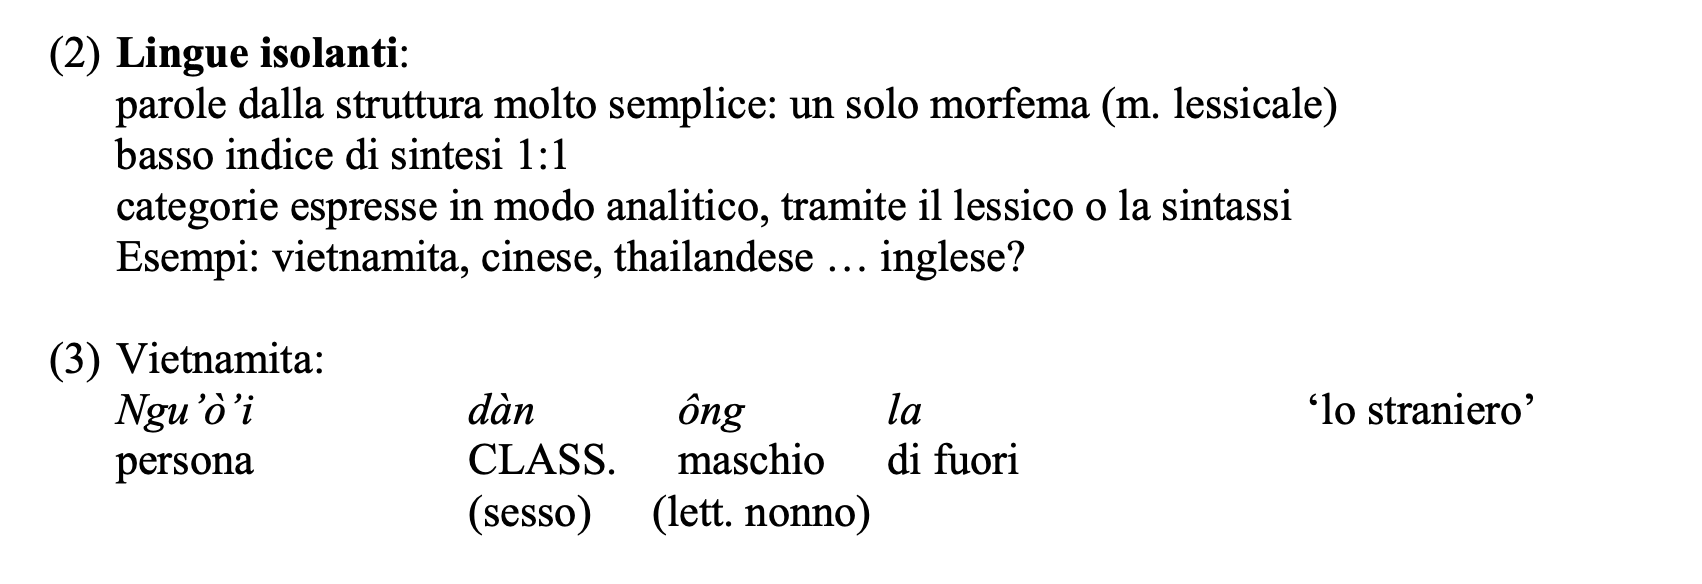 (2) Lingue isolanti:
parole dalla struttura molto semplice: un solo morfema (m. lessicale)
basso indice di sintesi 1:1
categorie espresse in modo analitico, tramite il lessico o la sintassi
Esempi: vietnamita, cinese, thailandese … inglese?
(3) Vietnamita:
Ngu’ò’i dàn ông la ‘lo straniero’
persona CLASS. maschio di fuori
(sesso) (lett. nonno)